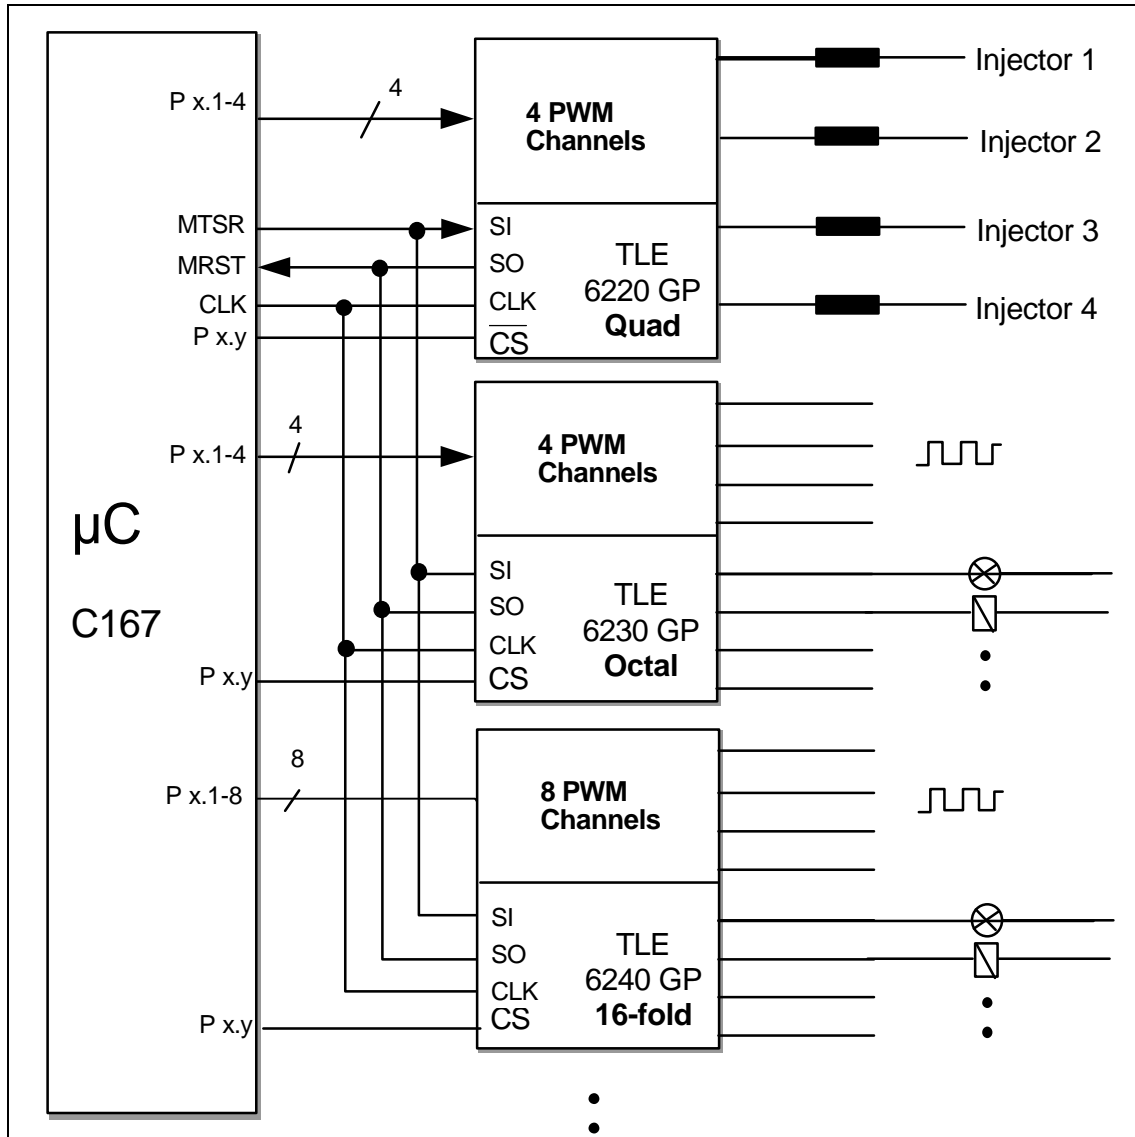 P x.1-4
4
4 PWM
Channels
Injector 1
Injector 2
MTSR
MRST
CLK
P x.y
SI
SO
CLK
CS
TLE
6220 GP
Quad
Injector 3
Injector 4
P x.1-4
4
4 PWM
Channels
µC
C167
SI
SO
CLK
CS
TLE
6230 GP
Octal
P x.y
P x.1-8
8
8 PWM
Channels
SI
SO
CLK
CS
TLE
6240 GP
16-fold
P x.y